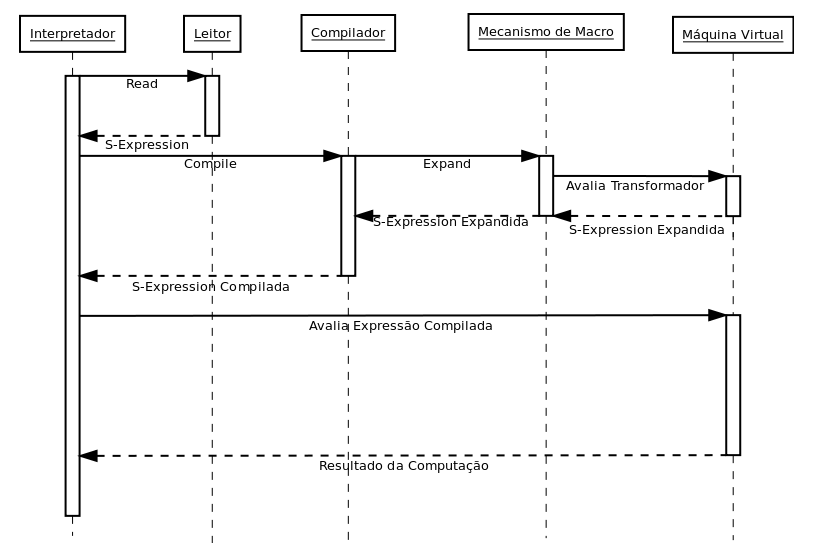 Interpretador
Leitor
Compilador
Mecanismo de Macro
Máquina Virtual
Read
S-Expression
Compile
Expand
Avalia Transformador
S-Expression Expandida
S-Expression Expandida
S-Expression Compilada
Avalia Expressão Compilada
Resultado da Computação